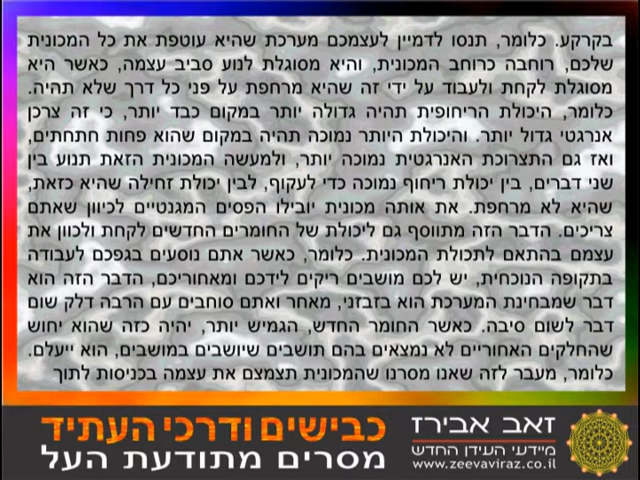 בקרקע. כלומר, תנסו לדמיין לעצמכם מערכת שהיא עוטפת את כל המכונית
שלכם, רוחבה כרוחב המכונית, והיא מסוגלת לנוע סביב עצמה, כאשר היא
מסוגלת לקחת ולעבוד על ידי זה שהיא מרחפת על פני כל דרך שלא תהיה.
כלומר, היכולת הריחופית תהיה גדולה יותר במקום כבד יותר, כי זה צרכן
אנרגטי גדול יותר. והיכולת היותר נמוכה תהיה במקום שהוא פחות חתחתים,
ואז גם התצרוכת האנרגטית נמוכה יותר, ולמעשה המכונית הזאת תנוע בין
שני דברים, בין יכולת ריחוף נמוכה כדי לעקוף, לבין יכולת זחילה שהיא כזאת,
שהיא לא מרחפת. את אותה מכונית יובילו הפסים המגנטיים לכיוון שאתם
צריכים. הדבר הזה מתווסף גם ליכולת של החומרים החדשים לקחת ולכוון את
עצמם בהתאם לתכולת המכונית. כלומר, כאשר אתם נוסעים בגפכם לעבודה
בתקופה הנוכחית, יש לכם מושבים ריקים לידכם ומאחוריכם, הדבר הזה הוא
דבר שמבחינת המערכת הוא בזבזני, מאחר ואתם סוחבים עם הרבה דלק שום
דבר לשום סיבה. כאשר החומר החדש, הגמיש יותר, יהיה כזה שהוא יחוש
שהחלקים האחוריים לא נמצאים בהם תושבים שיושבים במושבים, הוא ייעלם.
כלומר, מעבר לזה שאנו מסרנו שהמכונית תצמצם את עצמה בכניסות לתוך
כבישים ודרכי העתיד
מסרים מתודעת העל
זאב אבירז
מיידעי העידן החדש
www.zeevaviraz.co.il